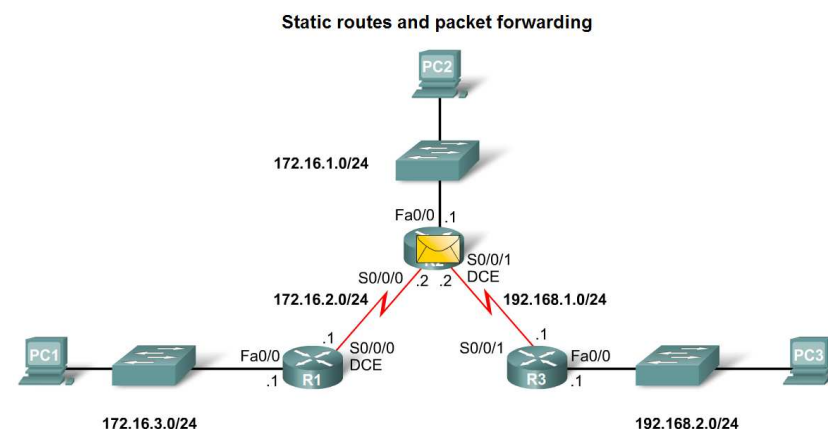 Static routes and packet forwarding
PC2
172.16.1.0/24
Fa0/0
.1
S0/0/0
.2
.2
S0/0/1
DCE
172.16.2.0/24
192.168.1.0/24
PC1
Fa0/0
.1
.1
S0/0/0
DCE
R1
S0/0/1
.1
Fa0/0
.1
R3
PC3
172.16.3.0/24
192.168.2.0/24